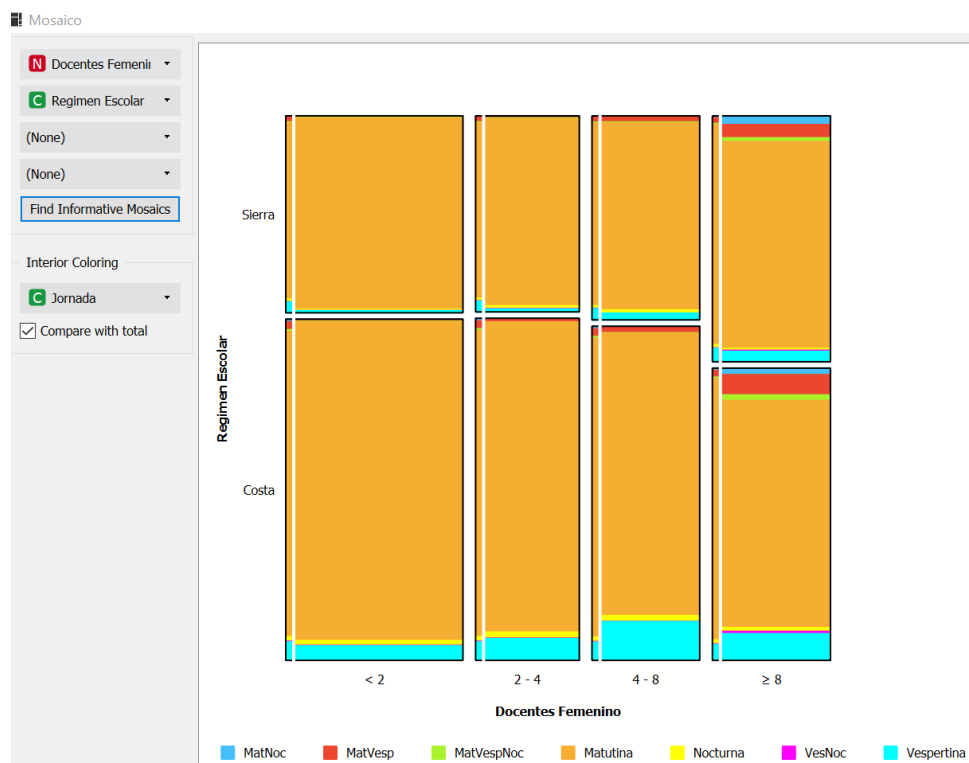 Mosaico
N Docentes Femenin
C Regimen Escolar
(None)
(None)
Find Informative Mosaics
Interior Coloring
C Jornada
Compare with total
Sierra
Regimen Escolar
Costa
< 2 2 - 4 4 - 8 ≥ 8
Docentes Femenino
MatNoc MatVesp MatVespNoc Matutina Nocturna VesNoc Vespertina